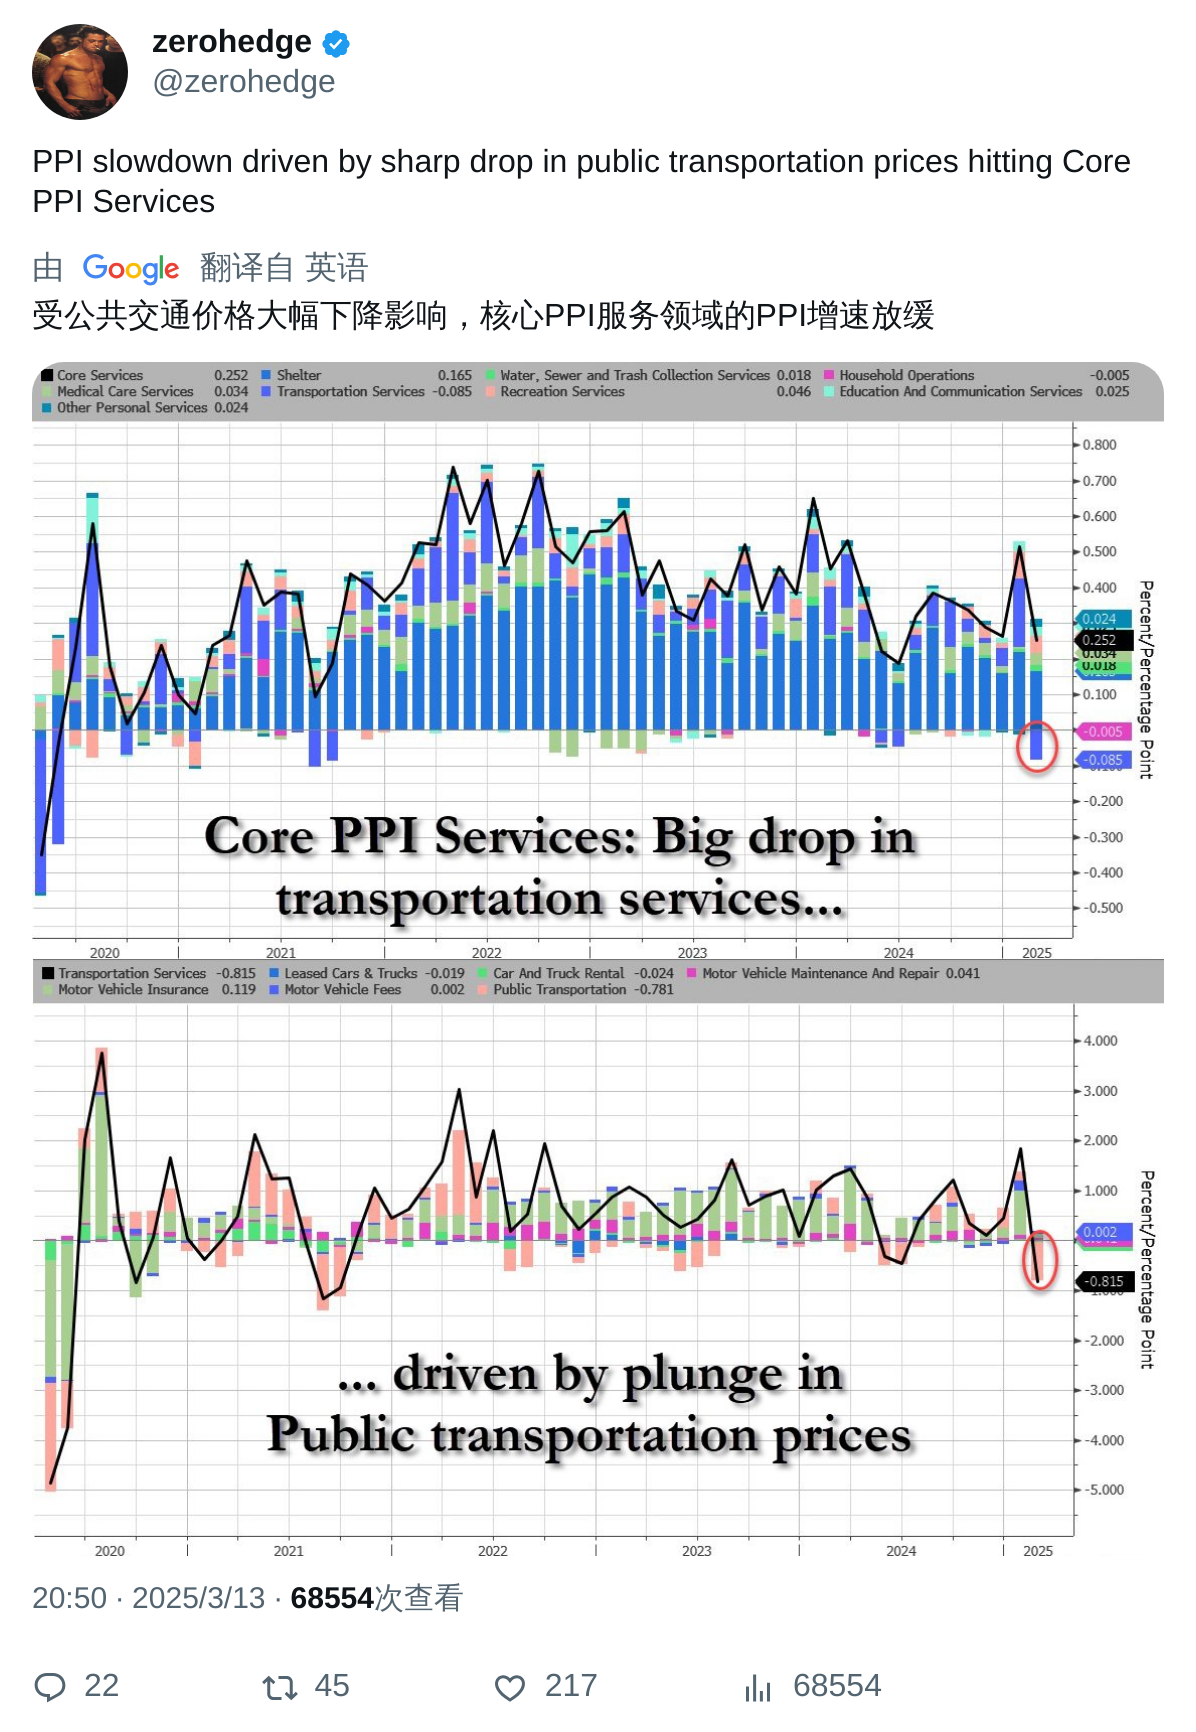 zerohedge
@zerohedge
PPI slowdown driven by sharp drop in public transportation prices hitting Core
PPI Services
由 Google 翻译自 英语
受公共交通价格大幅下降影响，核心PPI服务领域的PPI增速放缓
Core Services 0.252 Shelter 0.165 Water, Sewer and Trash Collection Services 0.018 Household Operations -0.005
Medical Care Services 0.034 Transportation Services -0.085 Recreation Services 0.046 Education And Communication Services 0.025
Other Personal Services 0.024
0.800
0.700
0.600
0.500
0.400
0.024
0.252
0.034
0.018
0.100
-0.005
-0.085
-0.200
-0.300
-0.400
-0.500
Percent/Percentage Point
Core PPI Services: Big drop in
transportation services...
2020 2021 2022 2023 2024 2025
Transportation Services -0.815 Leased Cars & Trucks -0.019 Car And Truck Rental -0.024 Motor Vehicle Maintenance And Repair 0.041
Motor Vehicle Insurance 0.119 Motor Vehicle Fees 0.002 Public Transportation -0.781
4.000
3.000
2.000
1.000
0.002
-0.815
-2.000
-3.000
-4.000
-5.000
Percent/Percentage Point
... driven by plunge in
Public transportation prices
2020 2021 2022 2023 2024 2025
20:50 · 2025/3/13 · 68554次查看
22 45 217 68554